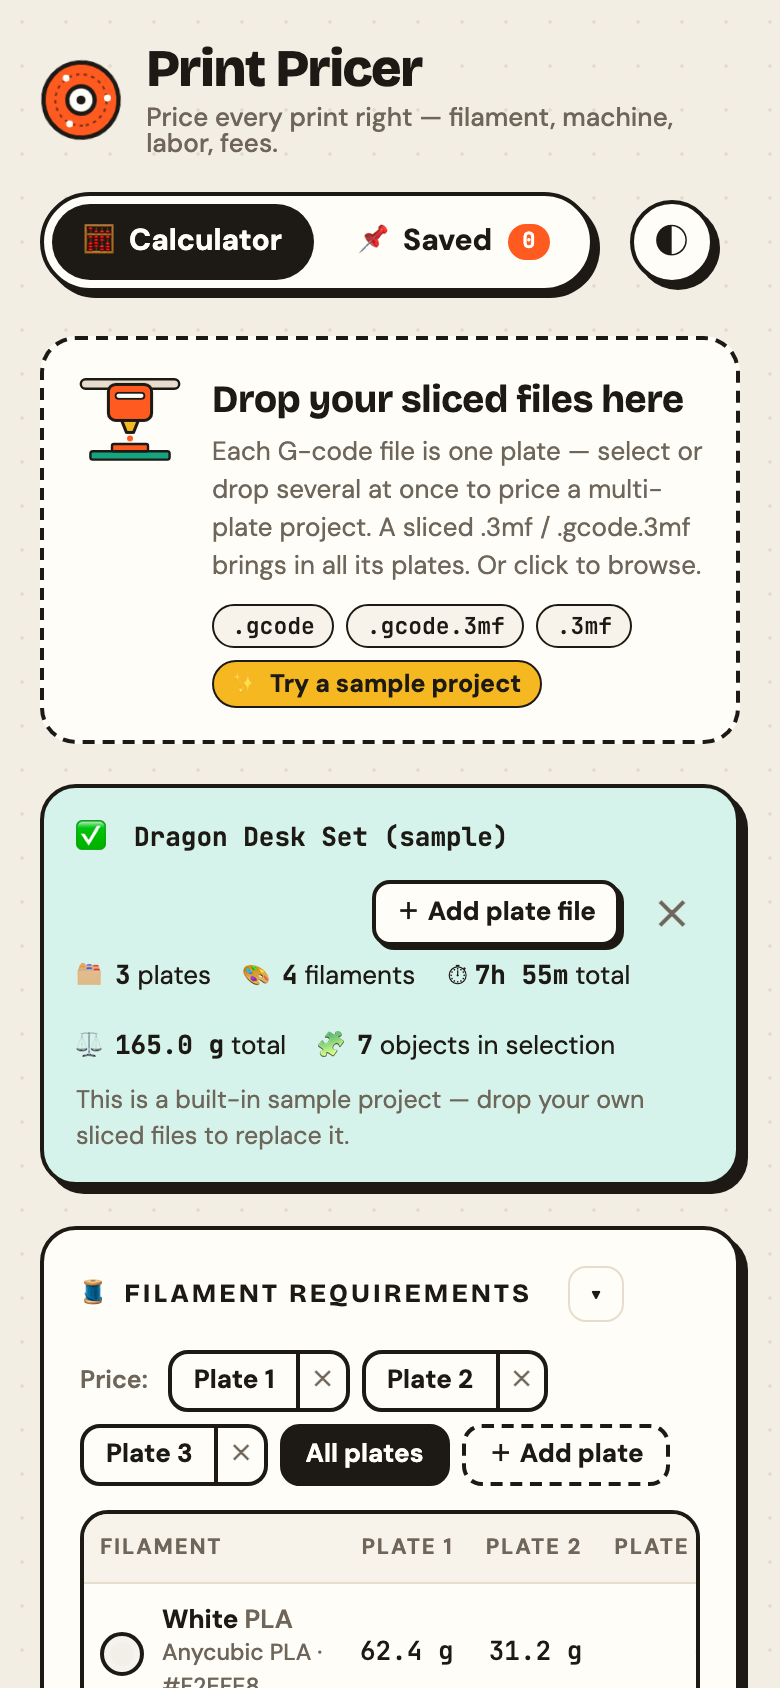 Print Pricer
Price every print right — filament, machine,
labor, fees.
Calculator
Saved 0
Drop your sliced files here
Each G-code file is one plate — select or
drop several at once to price a multi-
plate project. A sliced .3mf / .gcode.3mf
brings in all its plates. Or click to browse.
.gcode .gcode.3mf .3mf
Try a sample project
Dragon Desk Set (sample)
+ Add plate file ×
3 plates 4 filaments 7h 55m total
165.0 g total 7 objects in selection
This is a built-in sample project — drop your own
sliced files to replace it.
FILAMENT REQUIREMENTS ▾
Price: Plate 1 × Plate 2 ×
Plate 3 × All plates + Add plate
FILAMENT PLATE 1 PLATE 2 PLATE
White PLA
Anycubic PLA · 62.4 g 31.2 g